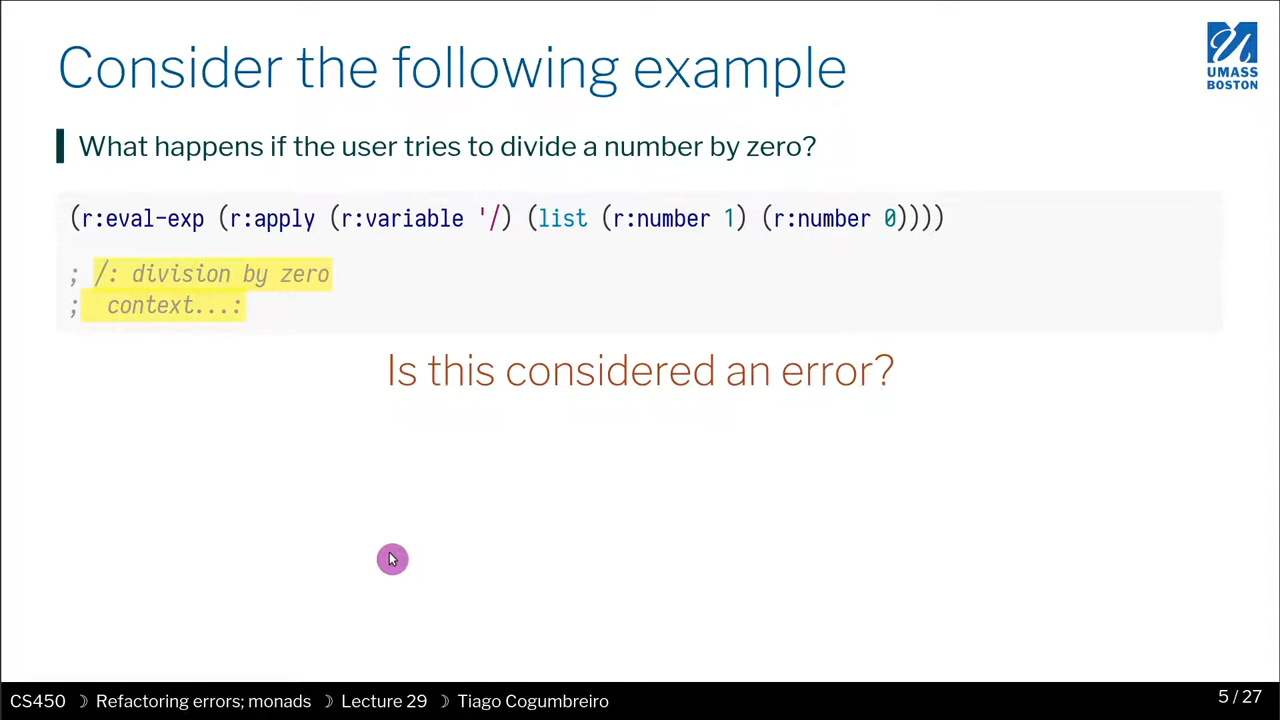 Consider the following example
UMASS
BOSTON
What happens if the user tries to divide a number by zero?
(r:eval-exp (r:apply (r:variable '/) (list (r:number 1) (r:number 0))))
; /: division by zero
;  context...:
Is this considered an error?
CS450 ☽ Refactoring errors; monads ☽ Lecture 29 ☽ Tiago Cogumbreiro
5 / 27